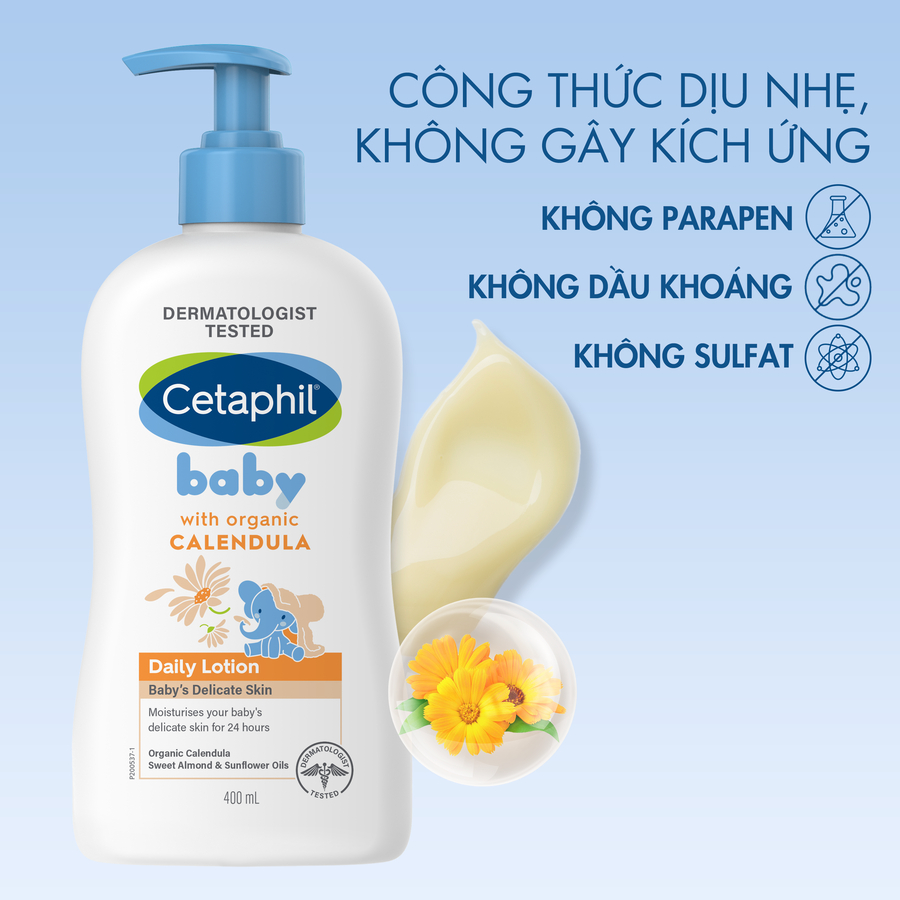 CÔNG THỨC DỊU NHẸ,
KHÔNG GÂY KÍCH ỨNG
KHÔNG PARAPEN
KHÔNG DẦU KHOÁNG
KHÔNG SULFAT
DERMATOLOGIST
TESTED
Cetaphil®
baby
with organic
CALENDULA
Daily Lotion
Baby's Delicate Skin
Moisturises your baby's
delicate skin for 24 hours
Organic Calendula
Sweet Almond & Sunflower Oils
DERMATOLOGIST
TESTED
P200537-1
400 mL